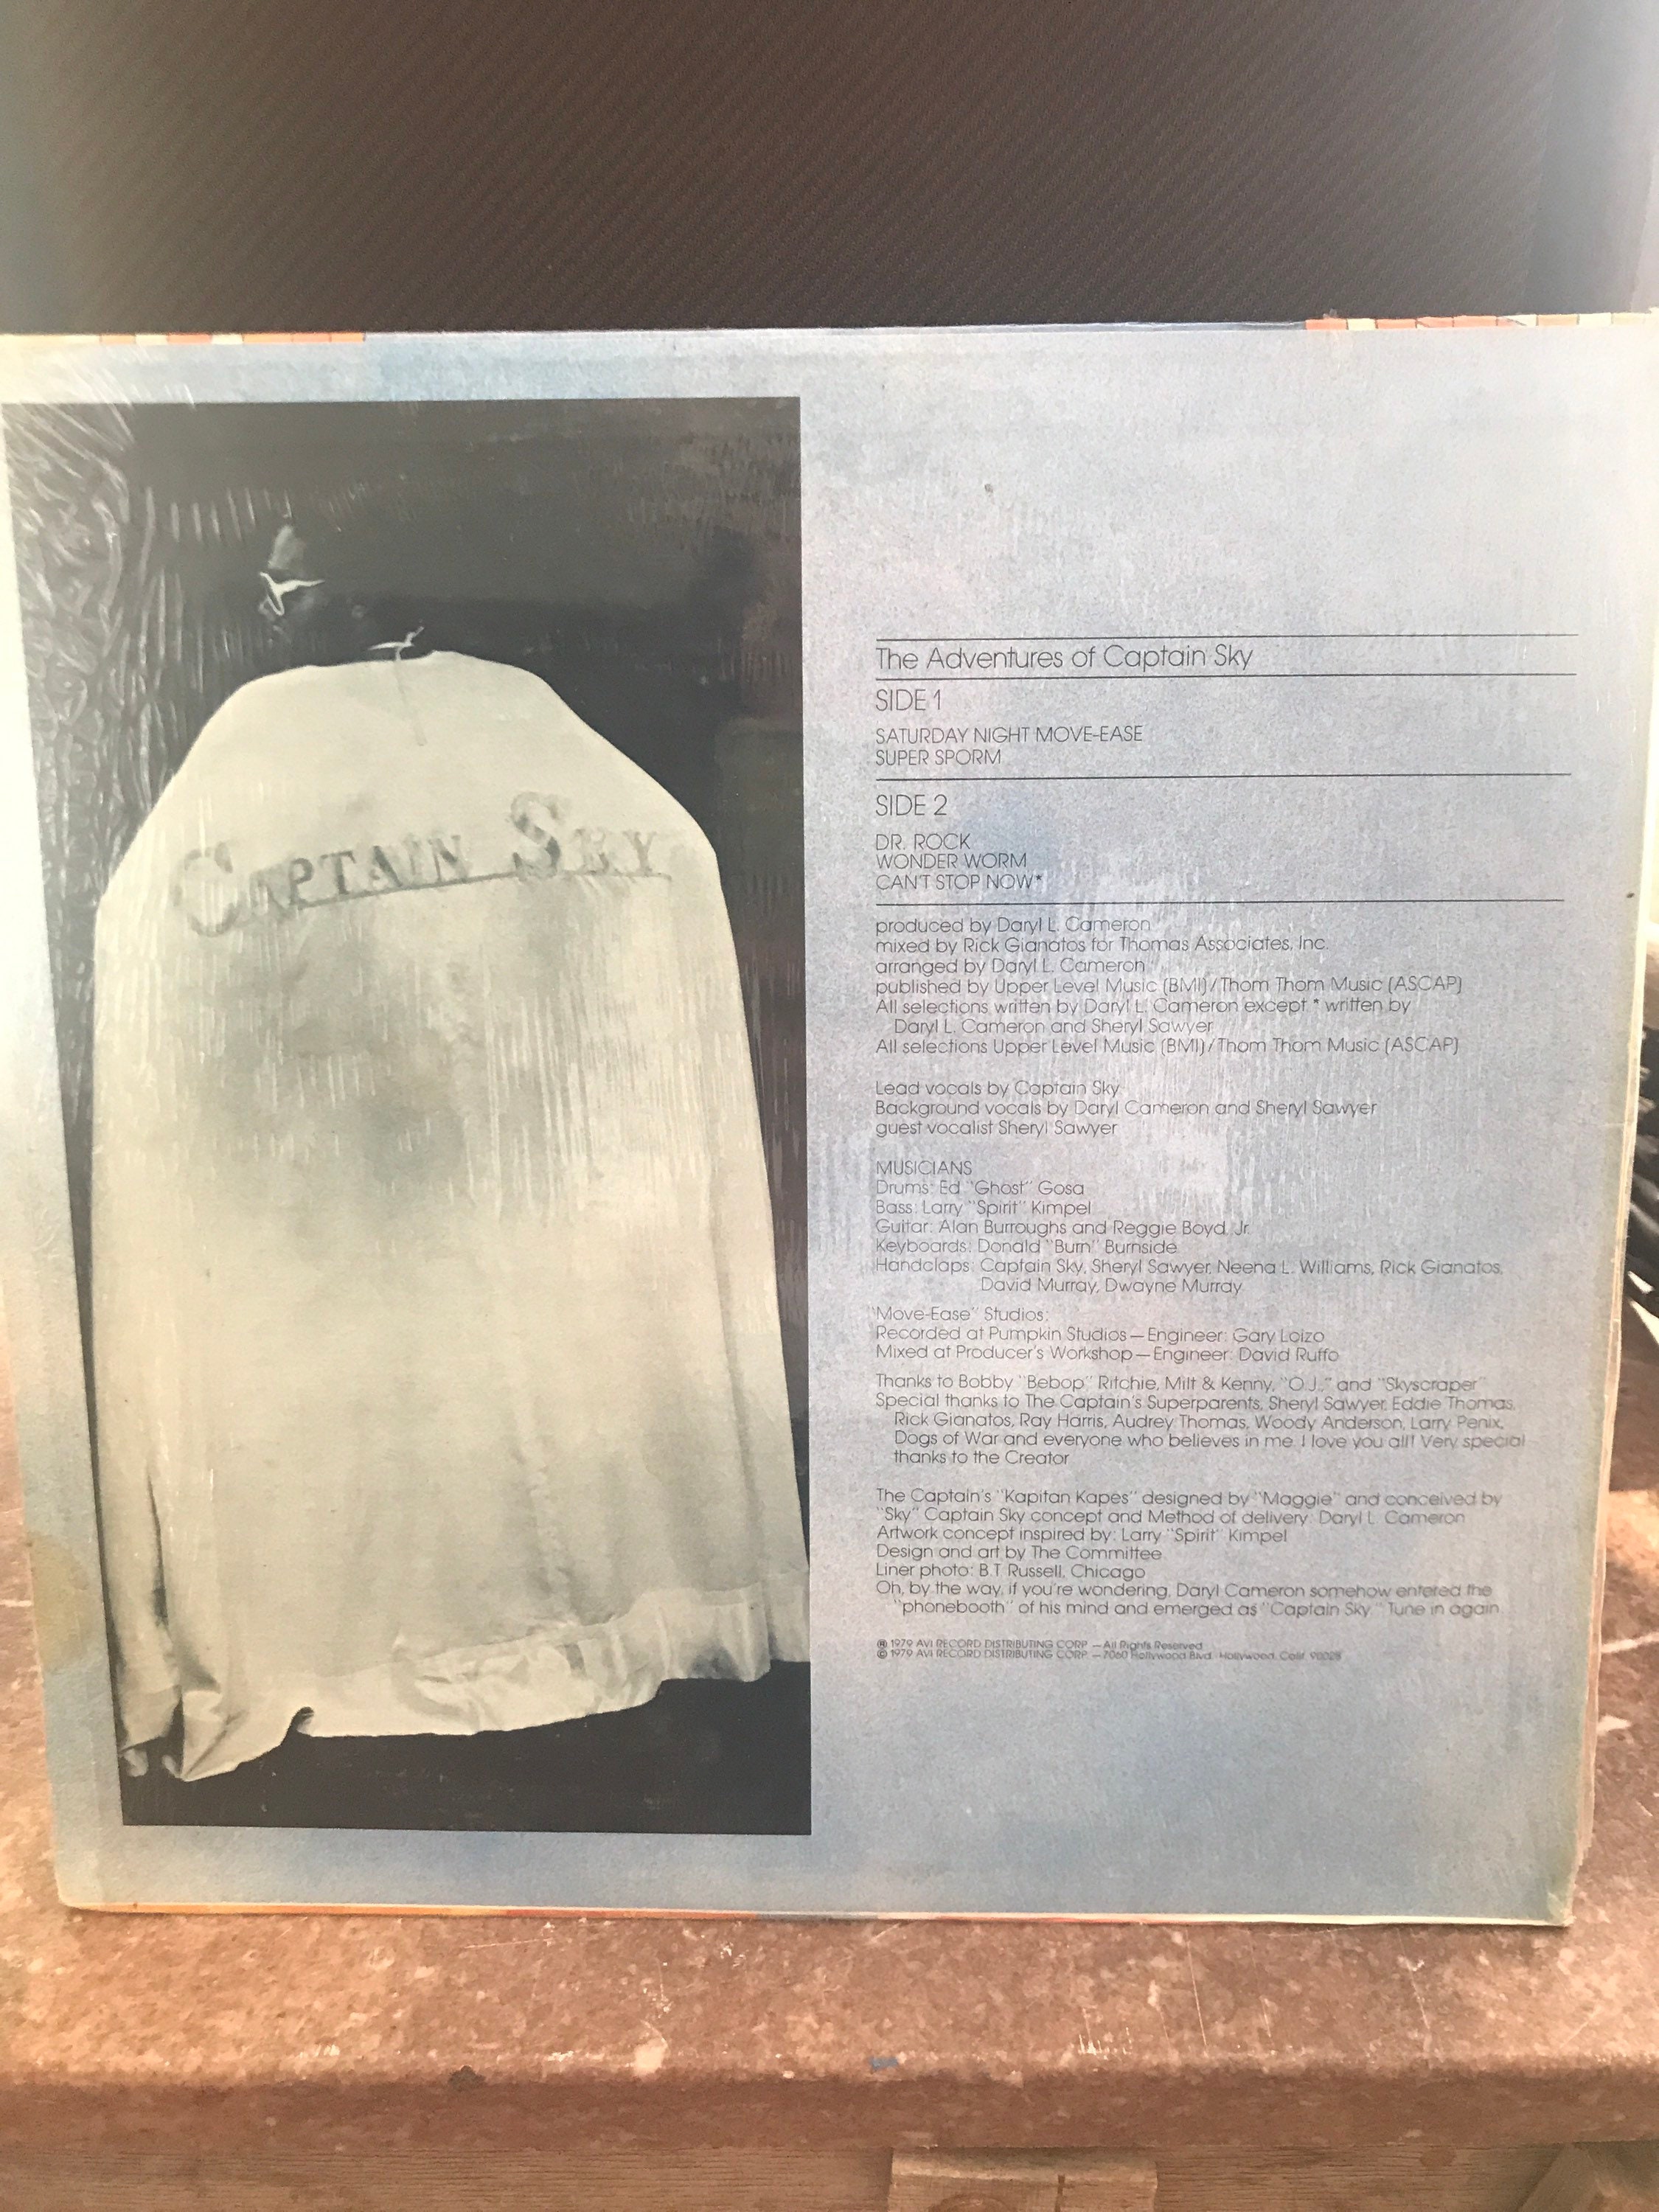 CAPTAIN SKY
The Adventures of Captain Sky
SIDE 1
SATURDAY NIGHT MOVE-EASE
SUPER SPORM
SIDE 2
DR. ROCK
WONDER WORM
CAN'T STOP NOW*
produced by Daryl L. Cameron
mixed by Rick Gianatos for Thomas Associates, Inc.
arranged by Daryl L. Cameron
published by Upper Level Music (BMI)/Thom Thom Music (ASCAP)
All selections written by Daryl L. Cameron except * written by
Daryl L. Cameron and Sheryl Sawyer
All selections Upper Level Music (BMI)/Thom Thom Music (ASCAP)
Lead vocals by Captain Sky
Background vocals by Daryl Cameron and Sheryl Sawyer
guest vocalist Sheryl Sawyer
MUSICIANS
Drums: Ed "Ghost" Gosa
Bass: Larry "Spirit" Kimpel
Guitar: Alan Burroughs and Reggie Boyd, Jr.
Keyboards: Donald "Burn" Burnside
Handclaps: Captain Sky, Sheryl Sawyer, Neena L. Williams, Rick Gianatos,
David Murray, Dwayne Murray
"Move-Ease" Studios:
Recorded at Pumpkin Studios—Engineer: Gary Loizo
Mixed at Producer's Workshop—Engineer: David Ruffo
Thanks to Bobby "Bebop" Ritchie, Milt & Kenny, "O.J.," and "Skyscraper"
Special thanks to The Captain's Superparents, Sheryl Sawyer, Eddie Thomas,
Rick Gianatos, Ray Harris, Audrey Thomas, Woody Anderson, Larry Penix,
Dogs of War and everyone who believes in me. I love you all! Very special
thanks to the Creator
The Captain's "Kapitan Kapes" designed by "Maggie" and conceived by
"Sky" Captain Sky concept and Method of delivery: Daryl L. Cameron
Artwork concept inspired by: Larry "Spirit" Kimpel
Design and art by The Committee
Liner photo: B.T. Russell, Chicago
Oh, by the way, if you're wondering, Daryl Cameron somehow entered the
"phonebooth" of his mind and emerged as "Captain Sky." Tune in again
℗ 1979 AVI RECORD DISTRIBUTING CORP. —All Rights Reserved
© 1979 AVI RECORD DISTRIBUTING CORP. —7060 Hollywood Blvd., Hollywood, Calif. 90028